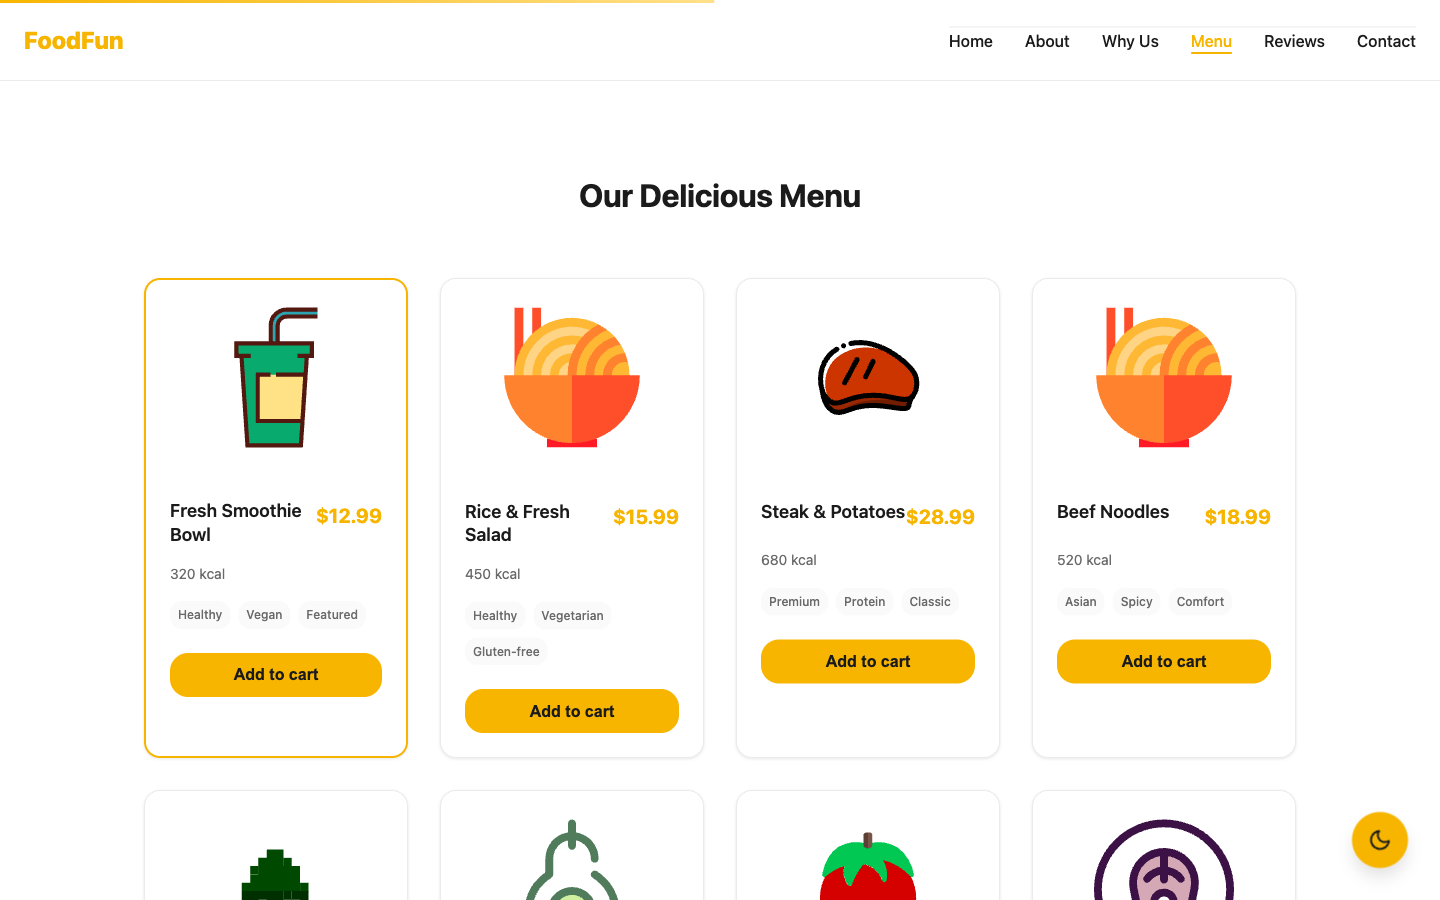 FoodFun
Home About Why Us Menu Reviews Contact
Our Delicious Menu
Fresh Smoothie Bowl
$12.99
320 kcal
Healthy Vegan Featured
Add to cart
Rice & Fresh Salad
$15.99
450 kcal
Healthy Vegetarian
Gluten-free
Add to cart
Steak & Potatoes
$28.99
680 kcal
Premium Protein Classic
Add to cart
Beef Noodles
$18.99
520 kcal
Asian Spicy Comfort
Add to cart